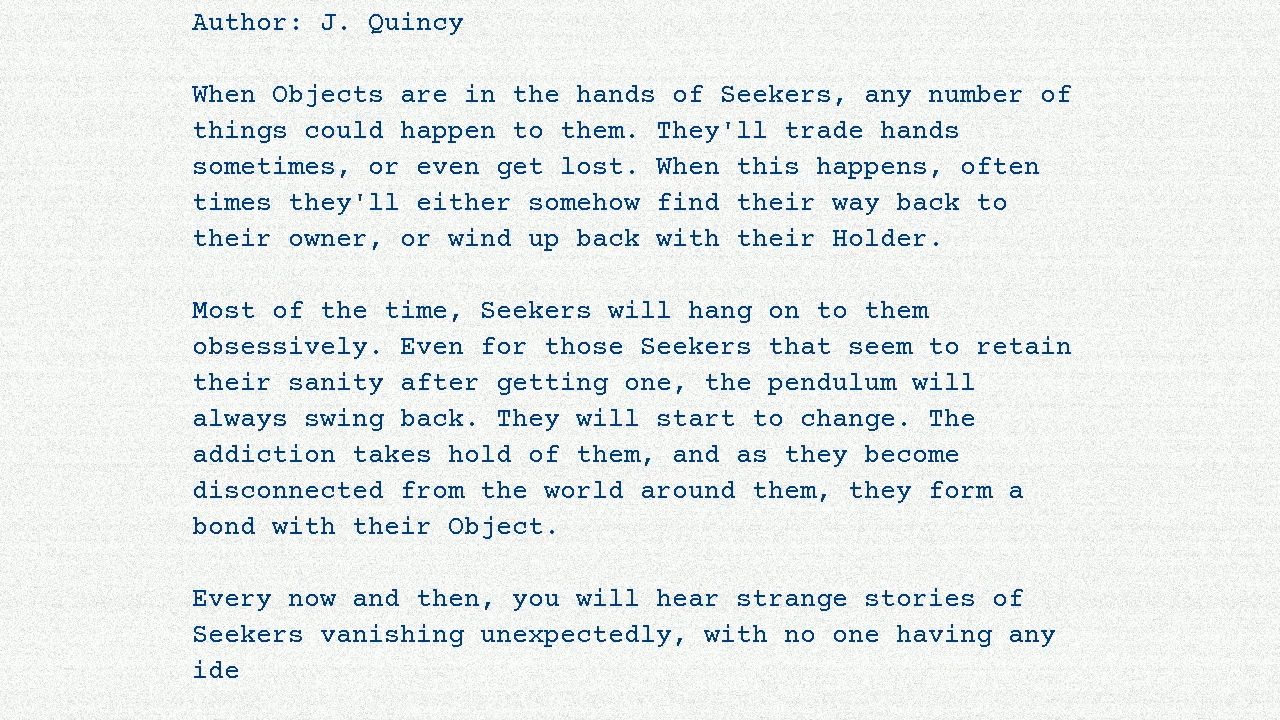 Author: J. Quincy
When Objects are in the hands of Seekers, any number of
things could happen to them. They'll trade hands
sometimes, or even get lost. When this happens, often
times they'll either somehow find their way back to
their owner, or wind up back with their Holder.
Most of the time, Seekers will hang on to them
obsessively. Even for those Seekers that seem to retain
their sanity after getting one, the pendulum will
always swing back. They will start to change. The
addiction takes hold of them, and as they become
disconnected from the world around them, they form a
bond with their Object.
Every now and then, you will hear strange stories of
Seekers vanishing unexpectedly, with no one having any
ide